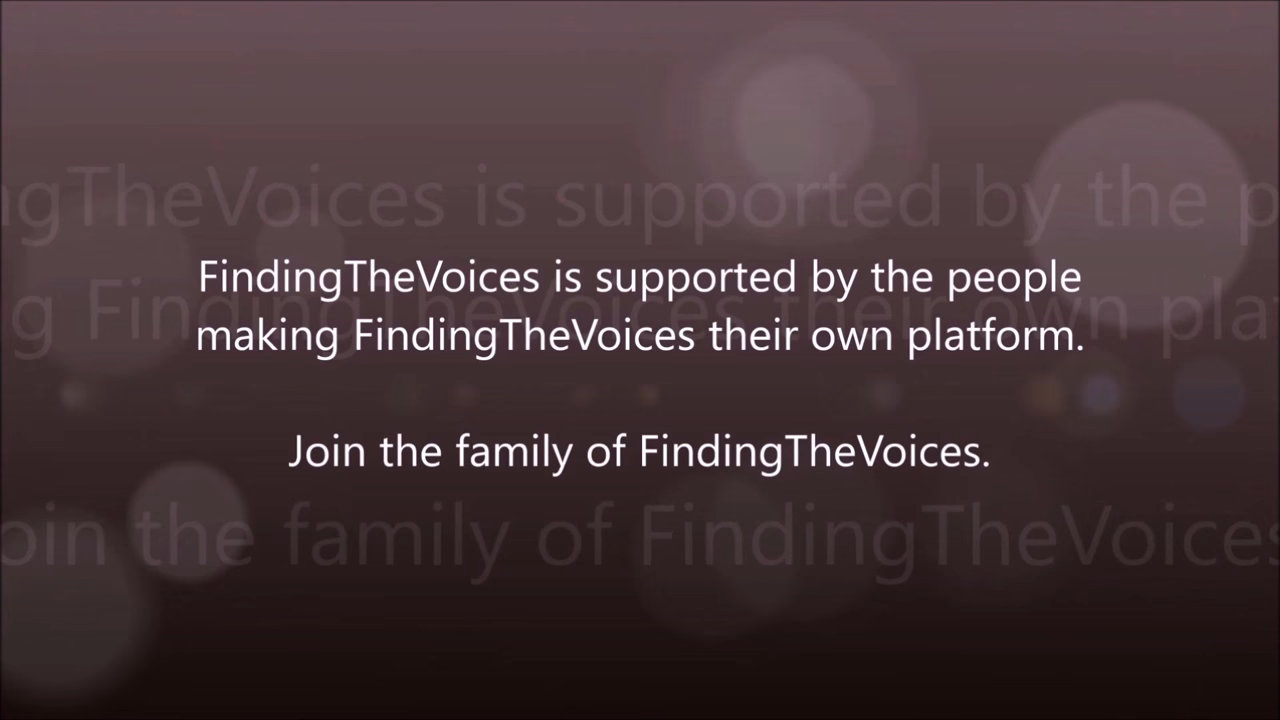 FindingTheVoices is supported by the people
making FindingTheVoices their own platform.
Join the family of FindingTheVoices.